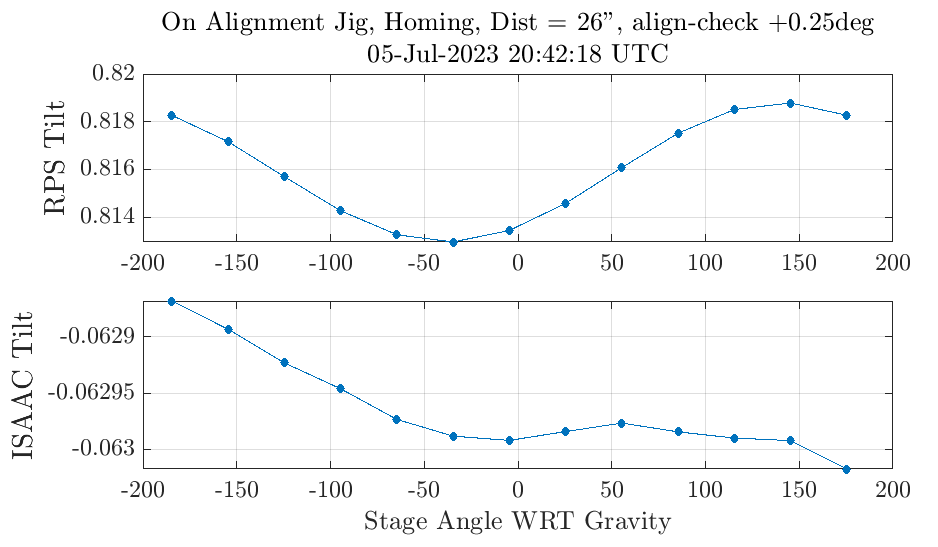 On Alignment Jig, Homing, Dist = 26”, align-check +0.25deg
05-Jul-2023 20:42:18 UTC
0.82
0.818
0.816
0.814
RPS Tilt
-200 -150 -100 -50 0 50 100 150 200
-0.0629
-0.06295
-0.063
ISAAC Tilt
-200 -150 -100 -50 0 50 100 150 200
Stage Angle WRT Gravity